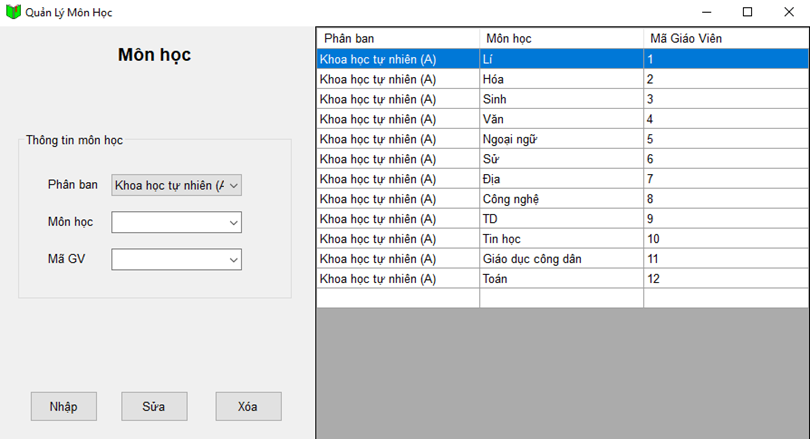 Quản Lý Môn Học
Môn học
Thông tin môn học
Phân ban Khoa học tự nhiên (A
Môn học
Mã GV
Nhập Sửa Xóa
Phân ban Môn học Mã Giáo Viên
Khoa học tự nhiên (A) Lí 1
Khoa học tự nhiên (A) Hóa 2
Khoa học tự nhiên (A) Sinh 3
Khoa học tự nhiên (A) Văn 4
Khoa học tự nhiên (A) Ngoại ngữ 5
Khoa học tự nhiên (A) Sử 6
Khoa học tự nhiên (A) Địa 7
Khoa học tự nhiên (A) Công nghệ 8
Khoa học tự nhiên (A) TD 9
Khoa học tự nhiên (A) Tin học 10
Khoa học tự nhiên (A) Giáo dục công dân 11
Khoa học tự nhiên (A) Toán 12